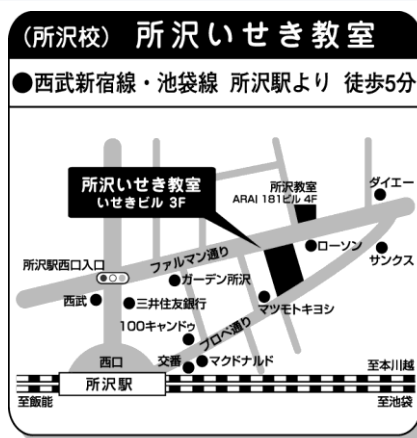 （所沢校） 所沢いせき教室
●西武新宿線・池袋線 所沢駅より 徒歩5分
所沢いせき教室
いせきビル 3F
所沢教室
ARAI 181ビル 4F
ダイエー
ローソン
サンクス
ファルマン通り
所沢駅西口入口
ガーデン所沢
西武
三井住友銀行
マツモトキヨシ
100キャンドゥ
プロペ通り
西口
交番
マクドナルド
所沢駅
至本川越
至飯能
至池袋